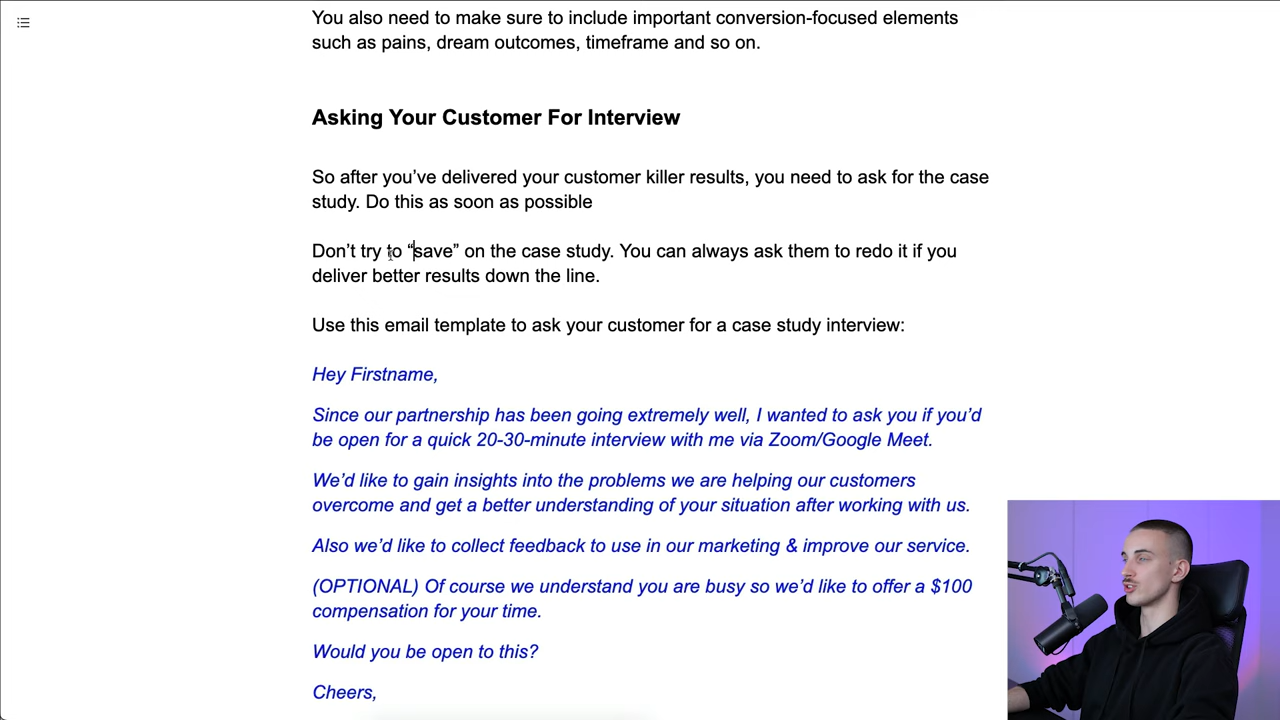 You also need to make sure to include important conversion-focused elements
such as pains, dream outcomes, timeframe and so on.
Asking Your Customer For Interview
So after you’ve delivered your customer killer results, you need to ask for the case
study. Do this as soon as possible
Don’t try to “save” on the case study. You can always ask them to redo it if you
deliver better results down the line.
Use this email template to ask your customer for a case study interview:
Hey Firstname,
Since our partnership has been going extremely well, I wanted to ask you if you’d
be open for a quick 20-30-minute interview with me via Zoom/Google Meet.
We’d like to gain insights into the problems we are helping our customers
overcome and get a better understanding of your situation after working with us.
Also we’d like to collect feedback to use in our marketing & improve our service.
(OPTIONAL) Of course we understand you are busy so we’d like to offer a $100
compensation for your time.
Would you be open to this?
Cheers,